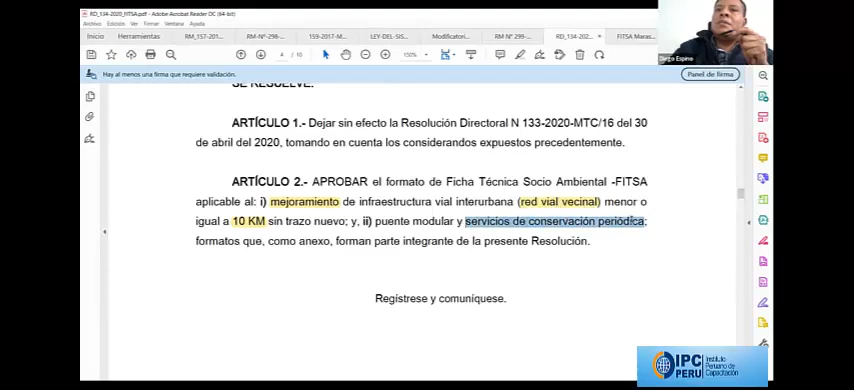 RD_134-2020_FITSA.pdf - Adobe Acrobat Reader DC (64-bit)
Archivo Edición Ver Firmar Ventana Ayuda
Inicio Herramientas RM_157-201... RM-Nº-298-... 159-2017-M... LEY-DEL-SIS... Modificatori... RM Nº 299-... RD_134-202... × FITSA Maras...
4 / 10 150%
Hay al menos una firma que requiere validación. Panel de firma
Diego Espino
SE RESUELVE:
ARTÍCULO 1.- Dejar sin efecto la Resolución Directoral N 133-2020-MTC/16 del 30
de abril del 2020, tomando en cuenta los considerandos expuestos precedentemente.
ARTÍCULO 2.- APROBAR el formato de Ficha Técnica Socio Ambiental -FITSA
aplicable al: i) mejoramiento de infraestructura vial interurbana (red vial vecinal) menor o
igual a 10 KM sin trazo nuevo; y, ii) puente modular y servicios de conservación periódica;
formatos que, como anexo, forman parte integrante de la presente Resolución.
Regístrese y comuníquese.
IPC
PERU
Instituto
Peruano de
Capacitación